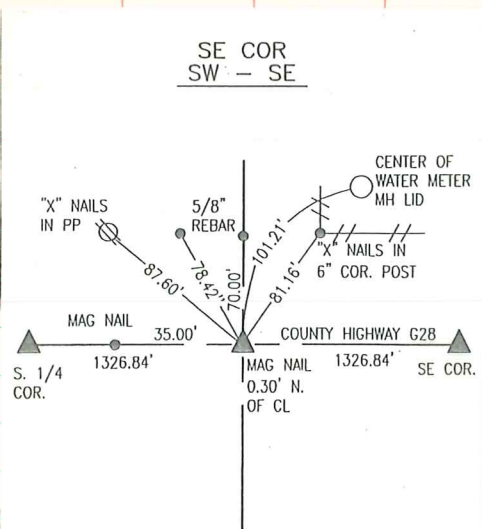 SE COR
SW - SE
CENTER OF
WATER METER
MH LID
"X" NAILS
IN PP
5/8"
REBAR
101.21'
"X" NAILS IN
6" COR. POST
87.60'
78.42'
70.00'
81.16'
MAG NAIL
35.00'
COUNTY HIGHWAY G28
1326.84'
1326.84'
S. 1/4
COR.
MAG NAIL
0.30' N.
OF CL
SE COR.